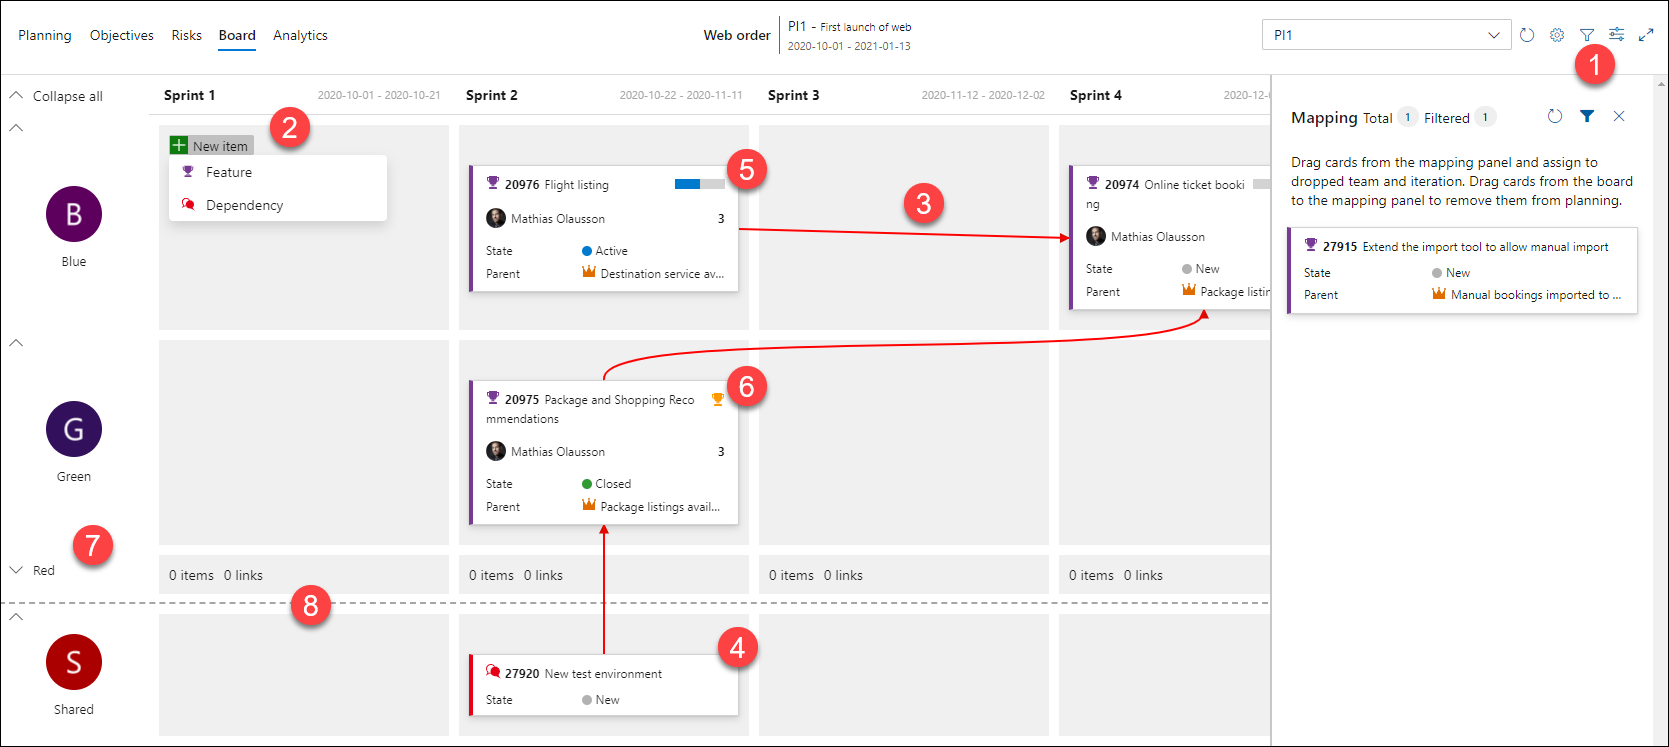 Planning Objectives Risks Board Analytics
Web order
PI1 - First launch of web
2020-10-01 - 2021-01-13
PI1
1
Collapse all
Sprint 1 2020-10-01 - 2020-10-21
Sprint 2 2020-10-22 - 2020-11-11
Sprint 3 2020-11-12 - 2020-12-02
Sprint 4 2020-12-0
B
Blue
New item
2
Feature
Dependency
20976 Flight listing
5
Mathias Olausson 3
State Active
Parent Destination service av...
3
20974 Online ticket booki
ng
Mathias Olausson
State New
Parent Package listin
G
Green
20975 Package and Shopping Reco
mmendations
6
Mathias Olausson 3
State Closed
Parent Package listings avail...
7
Red
0 items 0 links
0 items 0 links
0 items 0 links
0 items 0 links
8
S
Shared
27920 New test environment
4
State New
Mapping Total 1 Filtered 1
Drag cards from the mapping panel and assign to
dropped team and iteration. Drag cards from the board
to the mapping panel to remove them from planning.
27915 Extend the import tool to allow manual import
State New
Parent Manual bookings imported to ...